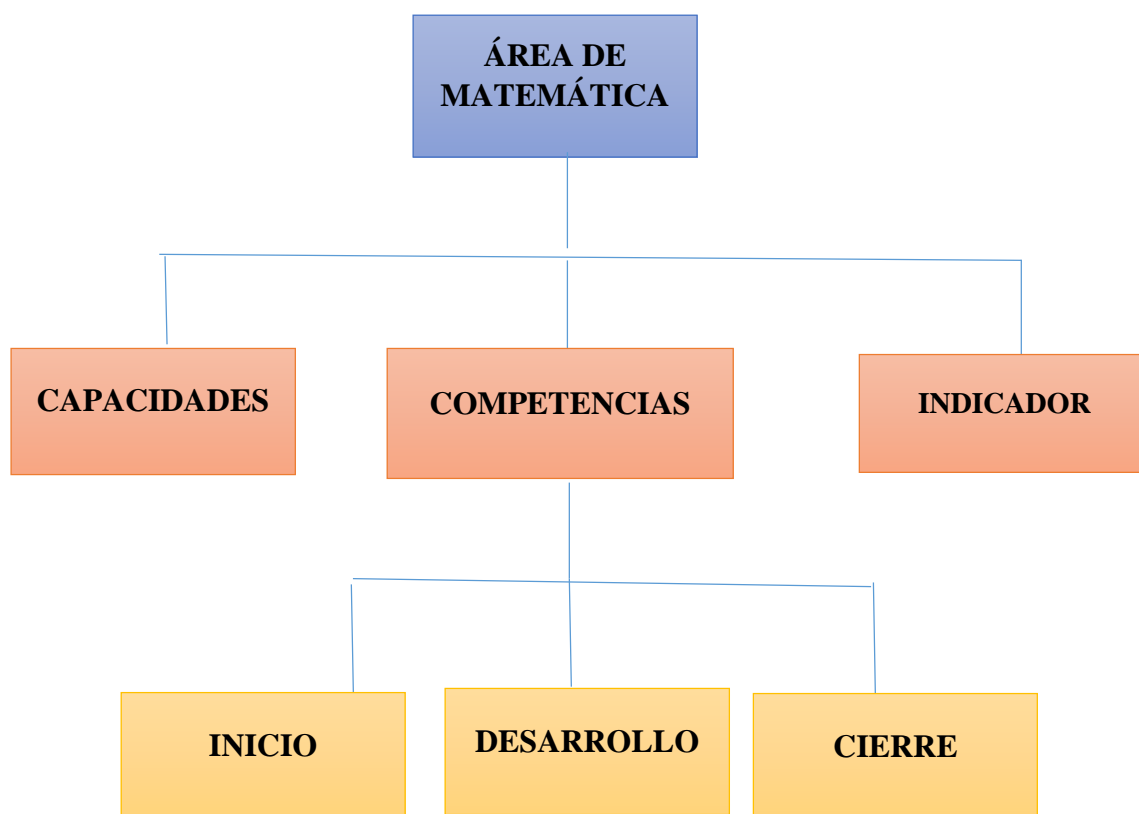 ÁREA DE
MATEMÁTICA
CAPACIDADES
COMPETENCIAS
INDICADOR
INICIO
DESARROLLO
CIERRE